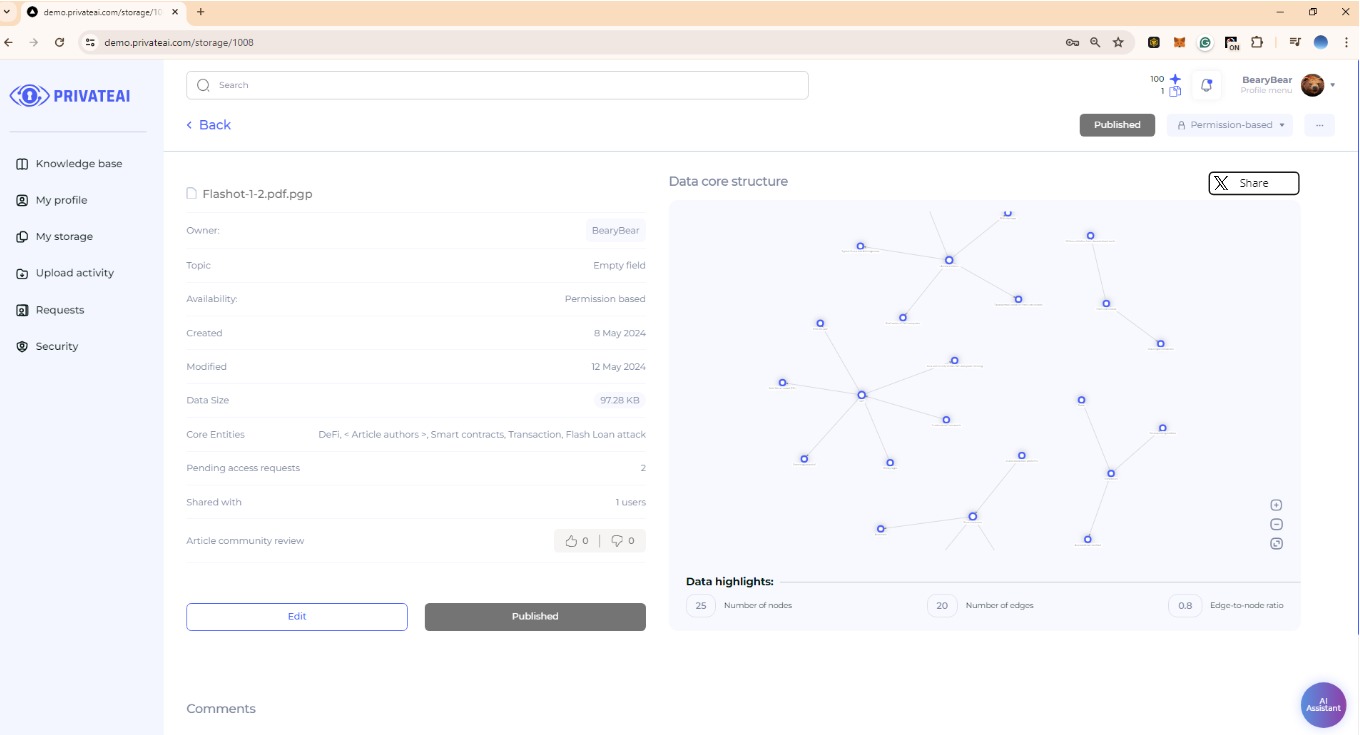 demo.privateai.com/storage/10
demo.privateai.com/storage/1008
ON
PRIVATEAI
Search
100
1
BearyBear
Profile menu
Back
Published
Permission-based
...
Knowledge base
My profile
My storage
Upload activity
Requests
Security
Flashot-1-2.pdf.pgp
Owner: BearyBear
Topic Empty field
Availability: Permission based
Created 8 May 2024
Modified 12 May 2024
Data Size 97.28 KB
Core Entities DeFi, < Article authors >, Smart contracts, Transaction, Flash Loan attack
Pending access requests 2
Shared with 1 users
Article community review 0 | 0
Edit
Published
Data core structure
X Share
Data highlights:
25 Number of nodes
20 Number of edges
0.8 Edge-to-node ratio
Comments
AI
Assistant